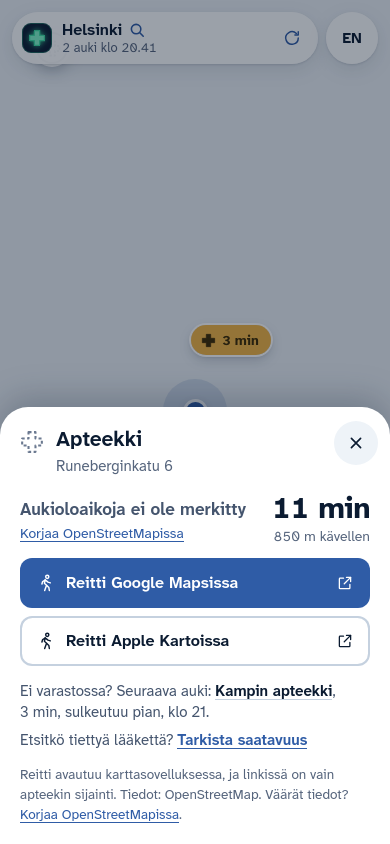 Helsinki
2 auki klo 20.41
EN
3 min
Apteekki
Runeberginkatu 6
Aukioloaikoja ei ole merkitty
11 min
Korjaa OpenStreetMapissa
850 m kävellen
Reitti Google Mapsissa
Reitti Apple Kartoissa
Ei varastossa? Seuraava auki: Kampin apteekki,
3 min, sulkeutuu pian, klo 21.
Etsitkö tiettyä lääkettä? Tarkista saatavuus
Reitti avautuu karttasovelluksessa, ja linkissä on vain
apteekin sijainti. Tiedot: OpenStreetMap. Väärät tiedot?
Korjaa OpenStreetMapissa.